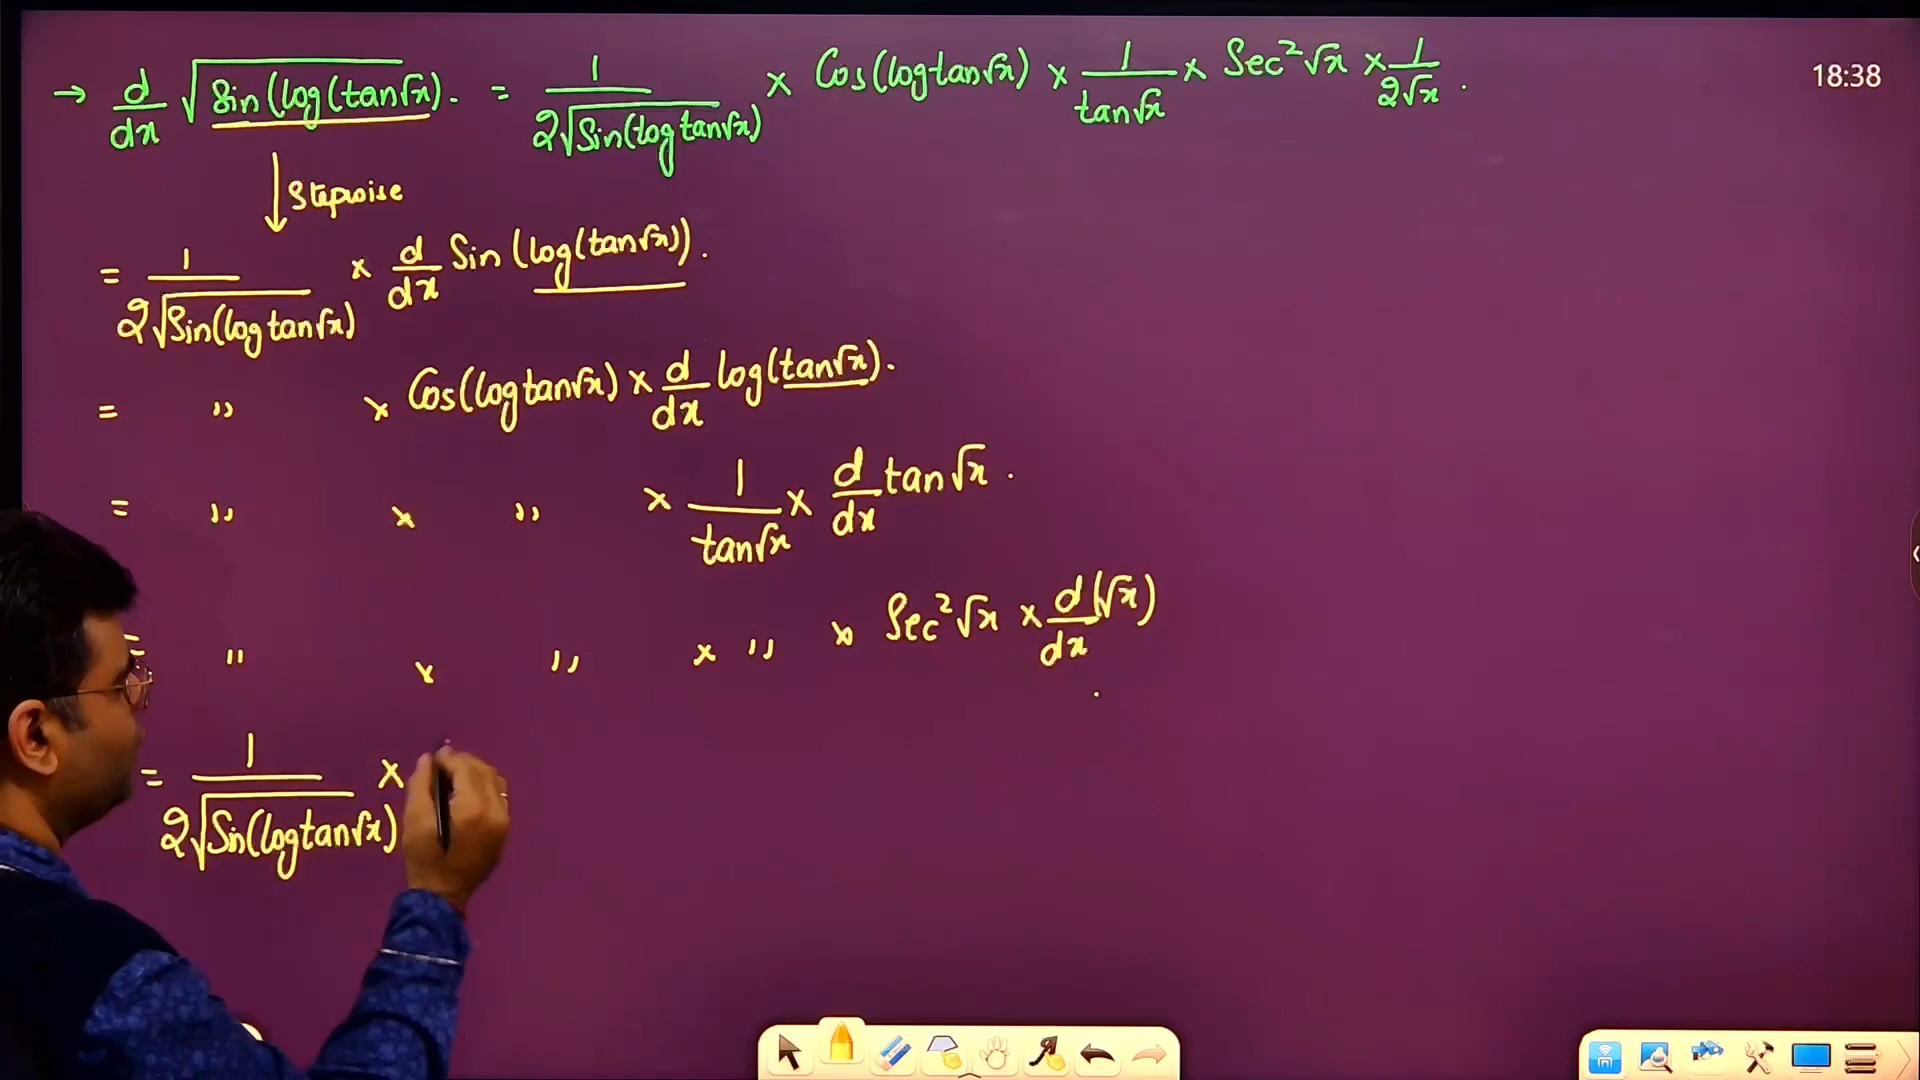 → d/dx √Sin(log(tan√x). = 1/2√Sin(log tan√x) × Cos(log tan√x) × 1/tan√x × Sec²√x × 1/2√x .
18:38
↓ Stepwise
= 1/2√Sin(log tan√x) × d/dx Sin (log(tan√x)).
= ,, × Cos(log tan√x) × d/dx log(tan√x).
= ,, × ,, × 1/tan√x × d/dx tan√x .
= ,, × ,, × ,, × Sec²√x × d/dx (√x)
= 1/2√Sin(log tan√x) ×